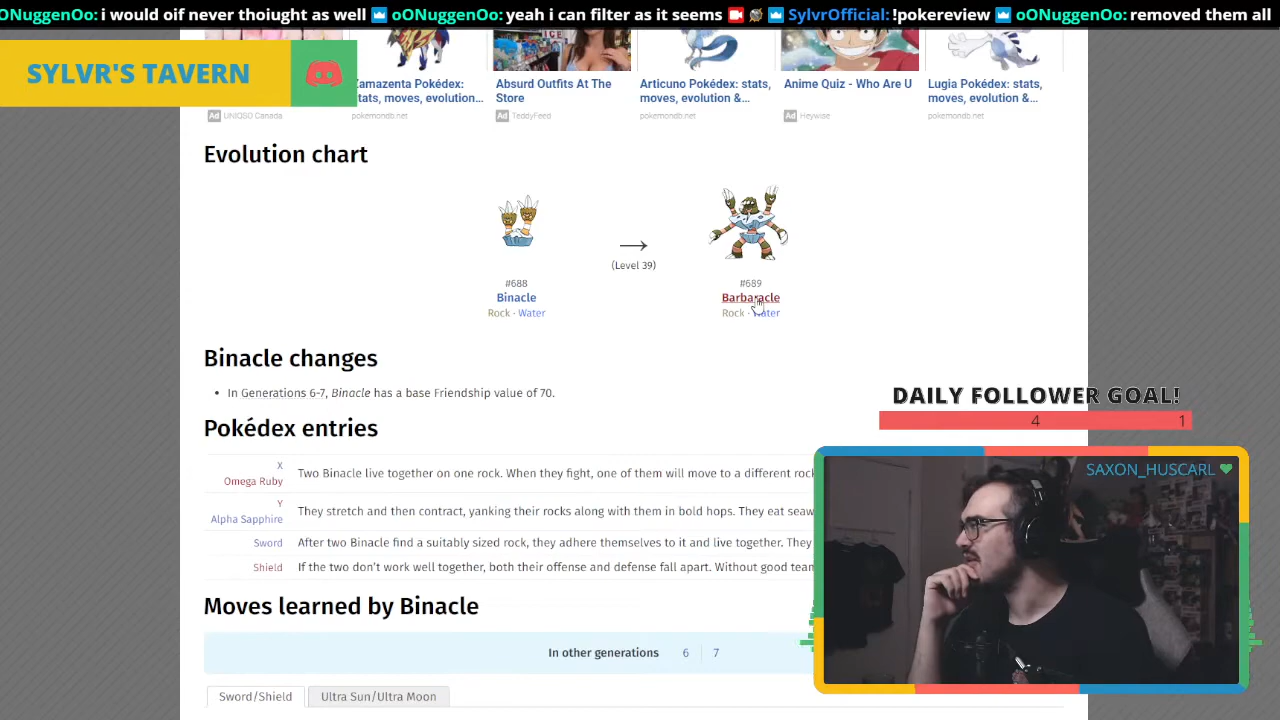 oONuggenOo: i would oif never thoiught as well oONuggenOo: yeah i can filter as it seems SylvrOfficial: !pokereview oONuggenOo: removed them all
SYLVR'S TAVERN
Zamazenta Pokédex: stats, moves, evolution...
Ad UNIQSO Canada
pokemondb.net
Absurd Outfits At The Store
Ad TeddyFeed
Articuno Pokédex: stats, moves, evolution &...
pokemondb.net
Anime Quiz - Who Are U
Ad Heywise
Lugia Pokédex: stats, moves, evolution &...
pokemondb.net
Evolution chart
#688
Binacle
Rock · Water
(Level 39)
#689
Barbaracle
Rock · Water
Binacle changes
• In Generations 6-7, Binacle has a base Friendship value of 70.
Pokédex entries
X
Omega Ruby
Two Binacle live together on one rock. When they fight, one of them will move to a different rock
Y
Alpha Sapphire
They stretch and then contract, yanking their rocks along with them in bold hops. They eat seaw
Sword
After two Binacle find a suitably sized rock, they adhere themselves to it and live together. They
Shield
If the two don't work well together, both their offense and defense fall apart. Without good team
Moves learned by Binacle
In other generations 6 7
Sword/Shield
Ultra Sun/Ultra Moon
DAILY FOLLOWER GOAL!
4 1
SAXON_HUSCARL